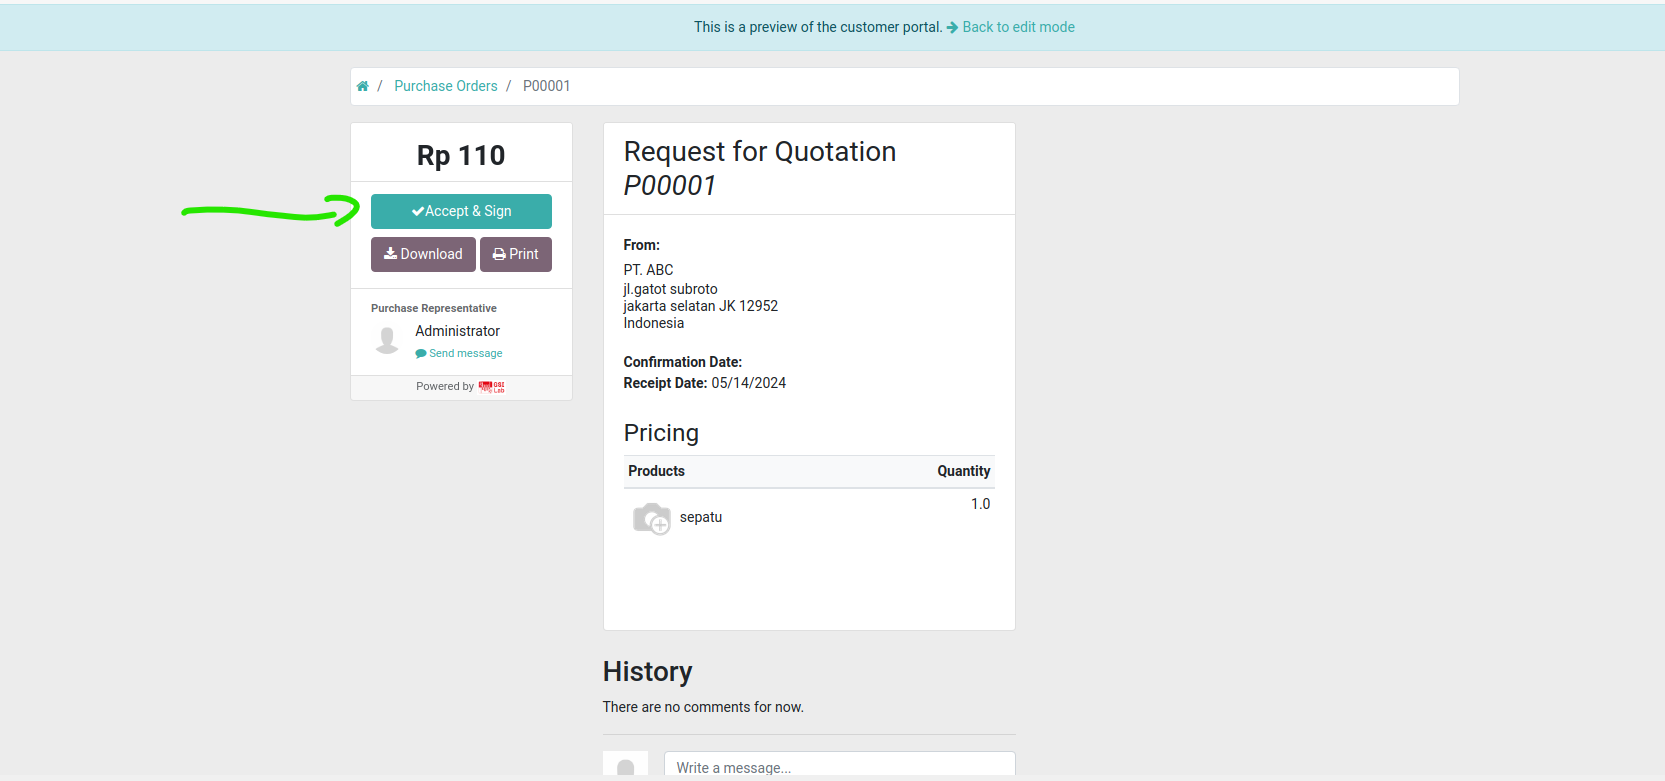 This is a preview of the customer portal. Back to edit mode
/ Purchase Orders / P00001
Rp 110
Accept & Sign
Download Print
Purchase Representative
Administrator
Send message
Powered by
Request for Quotation
P00001
From:
PT. ABC
jl.gatot subroto
jakarta selatan JK 12952
Indonesia
Confirmation Date:
Receipt Date: 05/14/2024
Pricing
Products Quantity
sepatu 1.0
History
There are no comments for now.
Write a message...